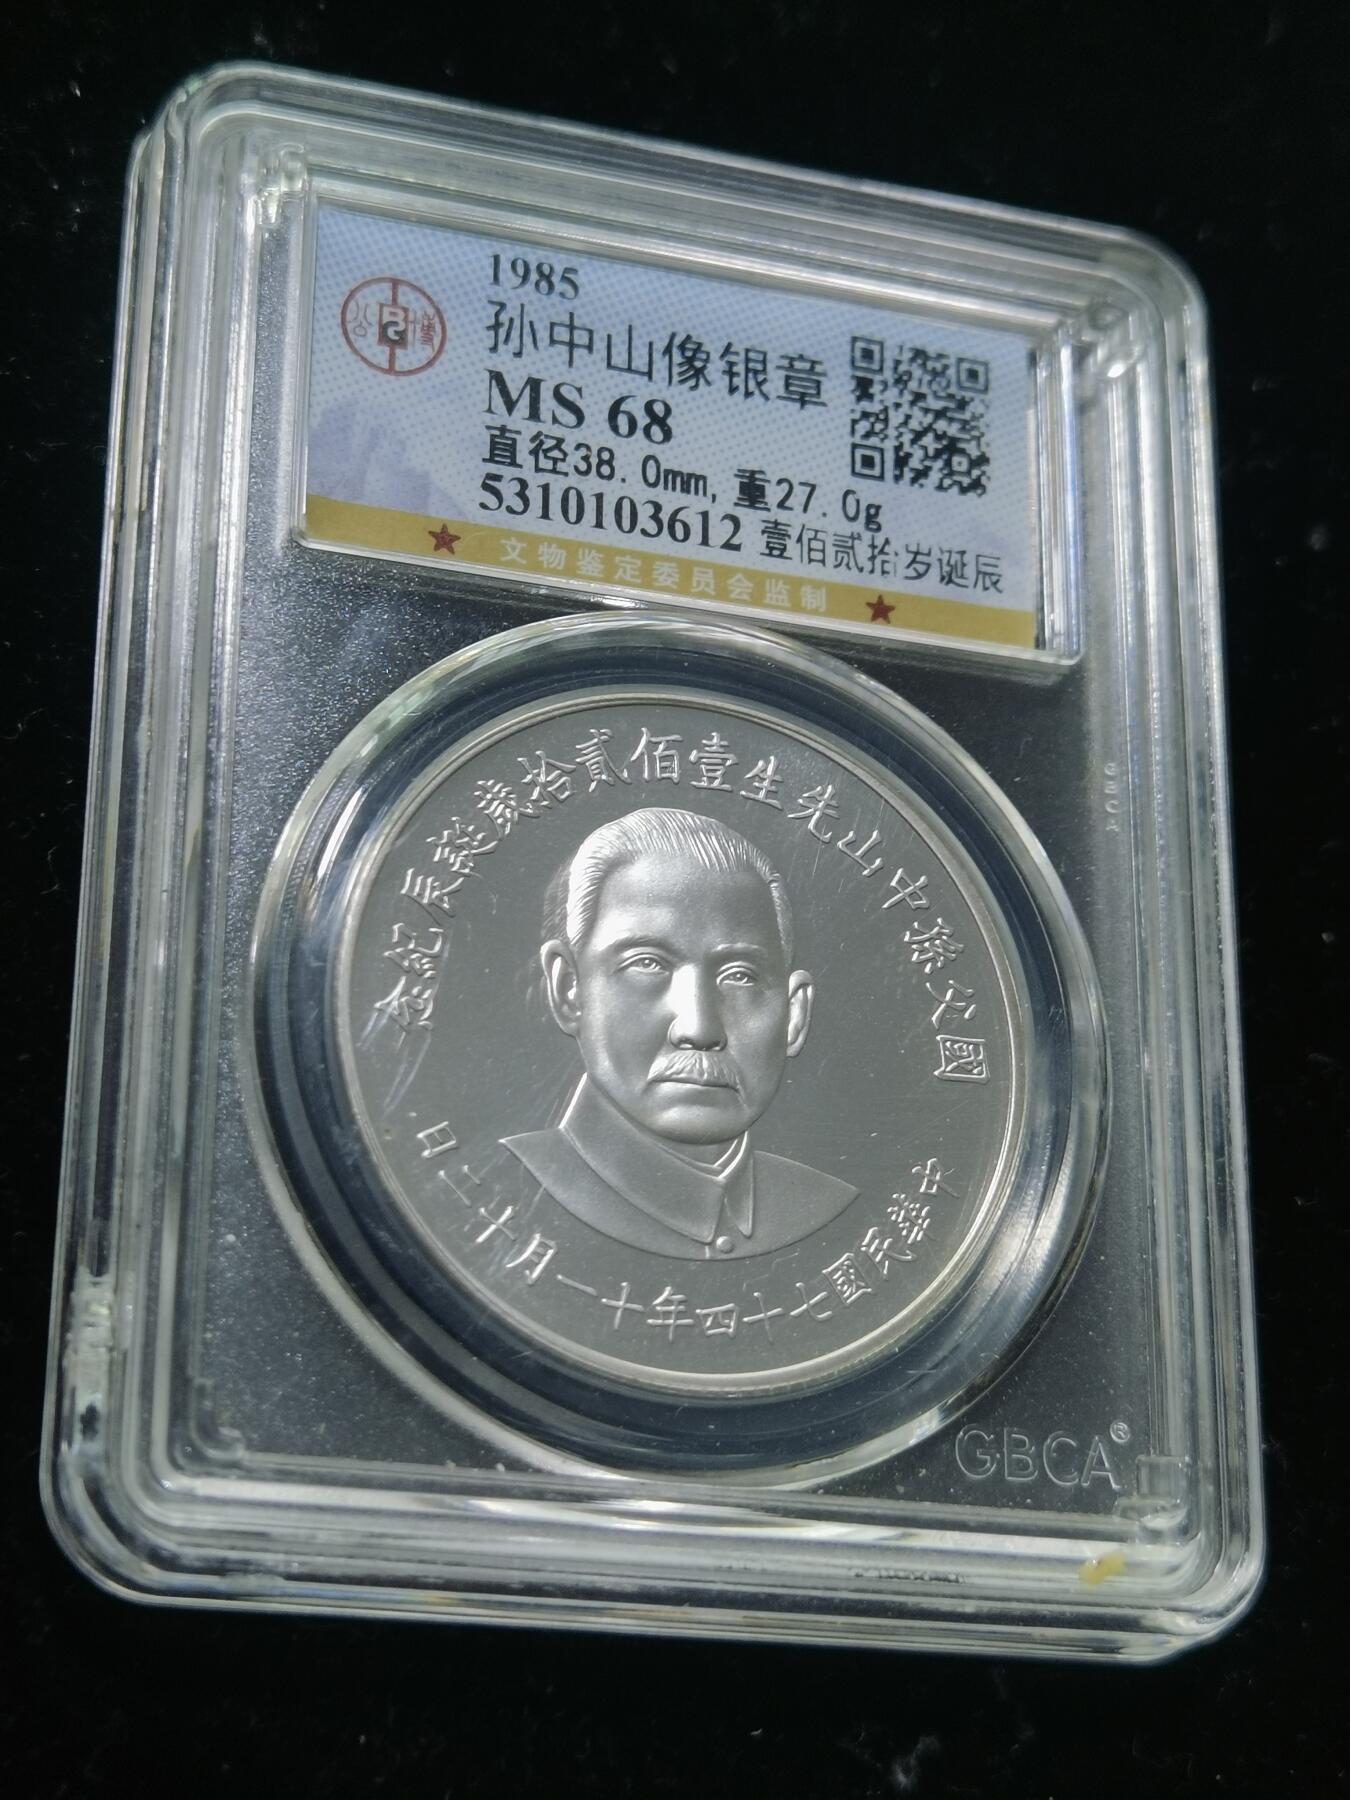 1985
孙中山像银章
MS 68
直径38.0mm,重27.0g
5310103612 壹佰贰拾岁诞辰
公 BG 博
文物鉴定委员会监制
國父孫中山先生壹佰貳拾歲誕辰紀念
中華民國七十四年十一月十二日
GBCA
GBCA®